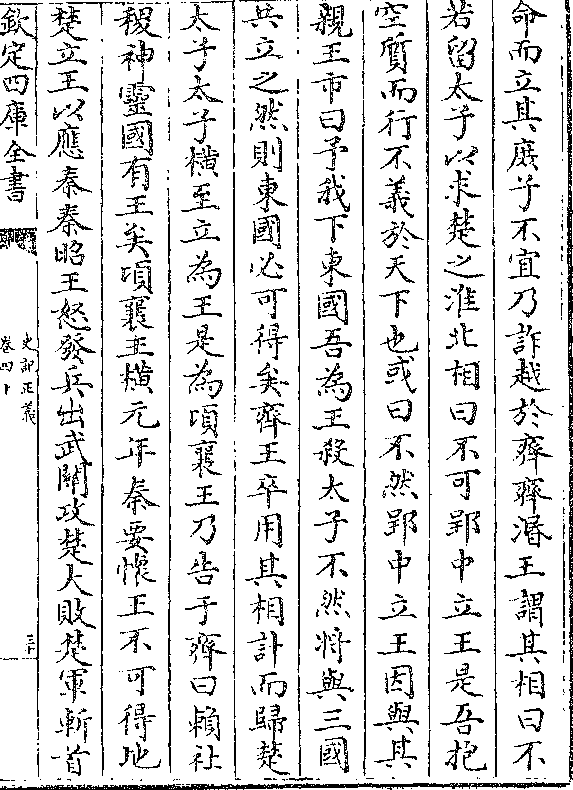 命而立其庶子不宜乃詐赴於齊齊湣王謂其相曰不
若留太子以求楚之淮北相曰不可郢中立王是吾抱
空質而行不義於天下也或曰不然郢中立王因與其
新王市曰予我下東國吾為王殺太子不然將與三國
共立之然則東國必可得矣齊王卒用其相計而歸楚
太子太子橫至立為王是為頃襄王乃告于秦曰賴社
稷神靈國有王矣頃襄王橫元年秦要懷王不可得地
楚立王以應秦秦昭王怒發兵出武關攻楚大敗楚軍斬首
欽定四庫全書
史記正義
卷四十
三十